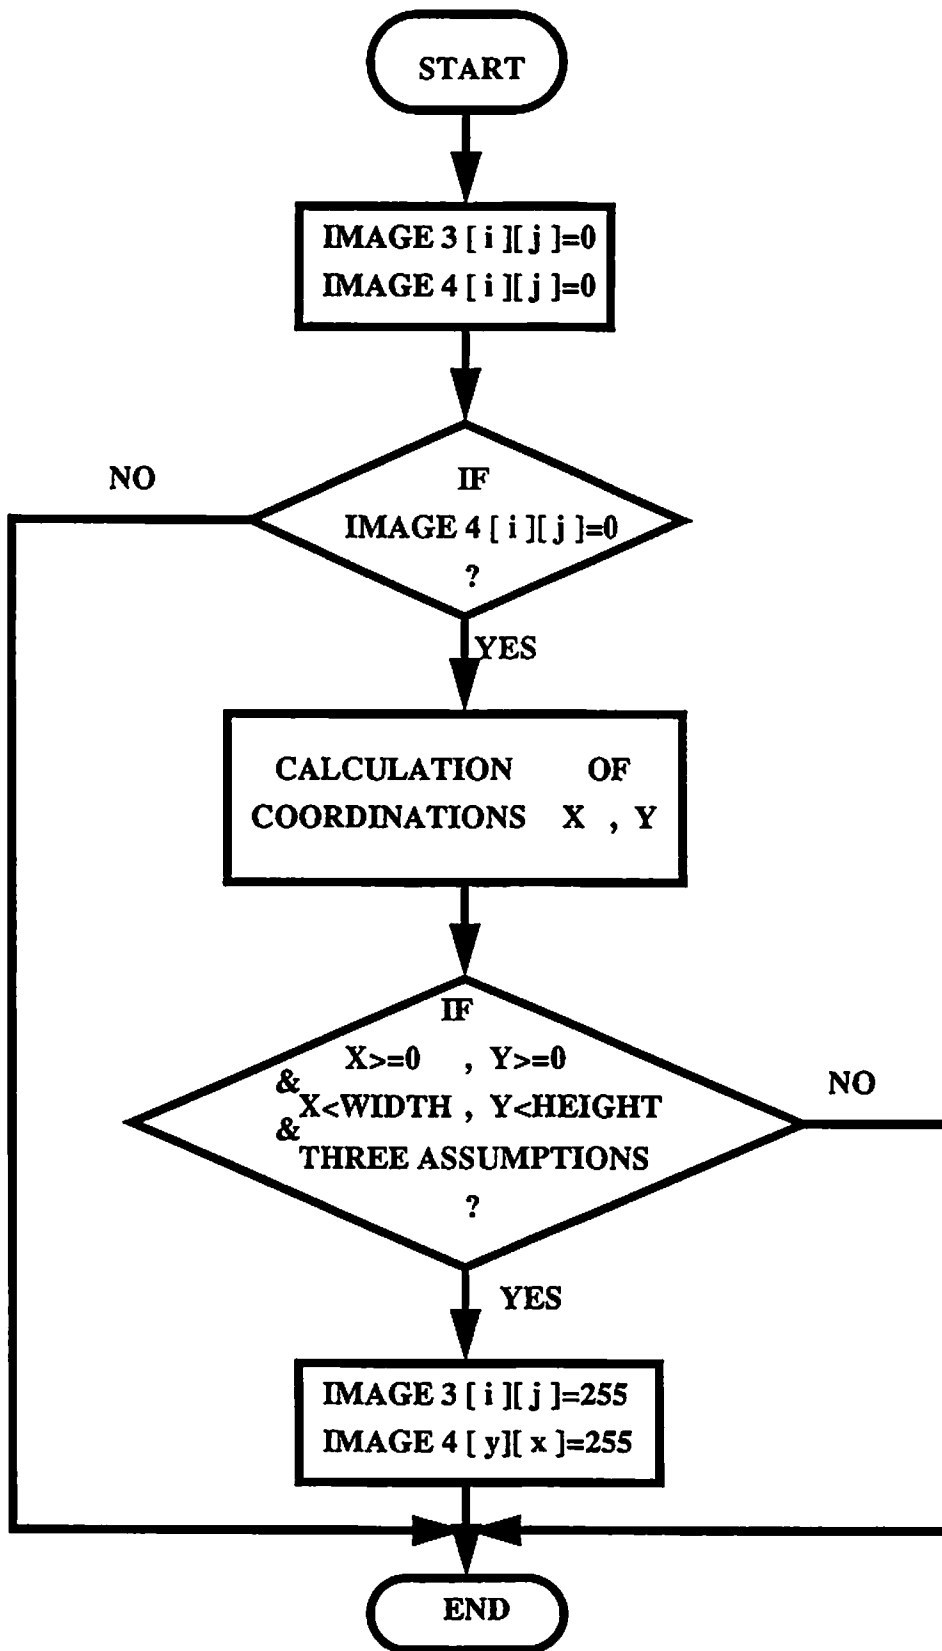 START
IMAGE 3 [ i ][ j ]=0
IMAGE 4 [ i ][ j ]=0
NO
IF
IMAGE 4 [ i ][ j ]=0
?
YES
CALCULATION OF
COORDINATIONS X , Y
IF
X>=0 , Y>=0
&
X<WIDTH , Y<HEIGHT
&
THREE ASSUMPTIONS
?
NO
YES
IMAGE 3 [ i ][ j ]=255
IMAGE 4 [ y][ x ]=255
END